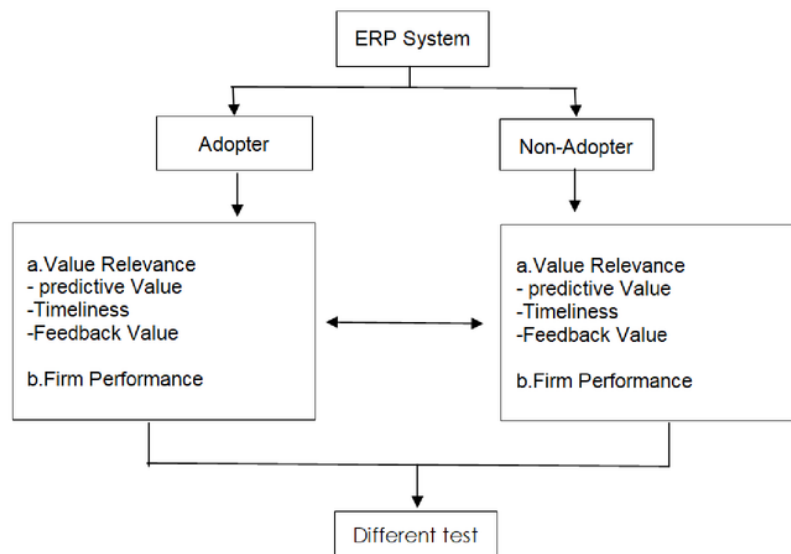 ERP System
Adopter
Non-Adopter
a.Value Relevance
- predictive Value
-Timeliness
-Feedback Value
b.Firm Performance
a.Value Relevance
- predictive Value
-Timeliness
-Feedback Value
b.Firm Performance
Different test